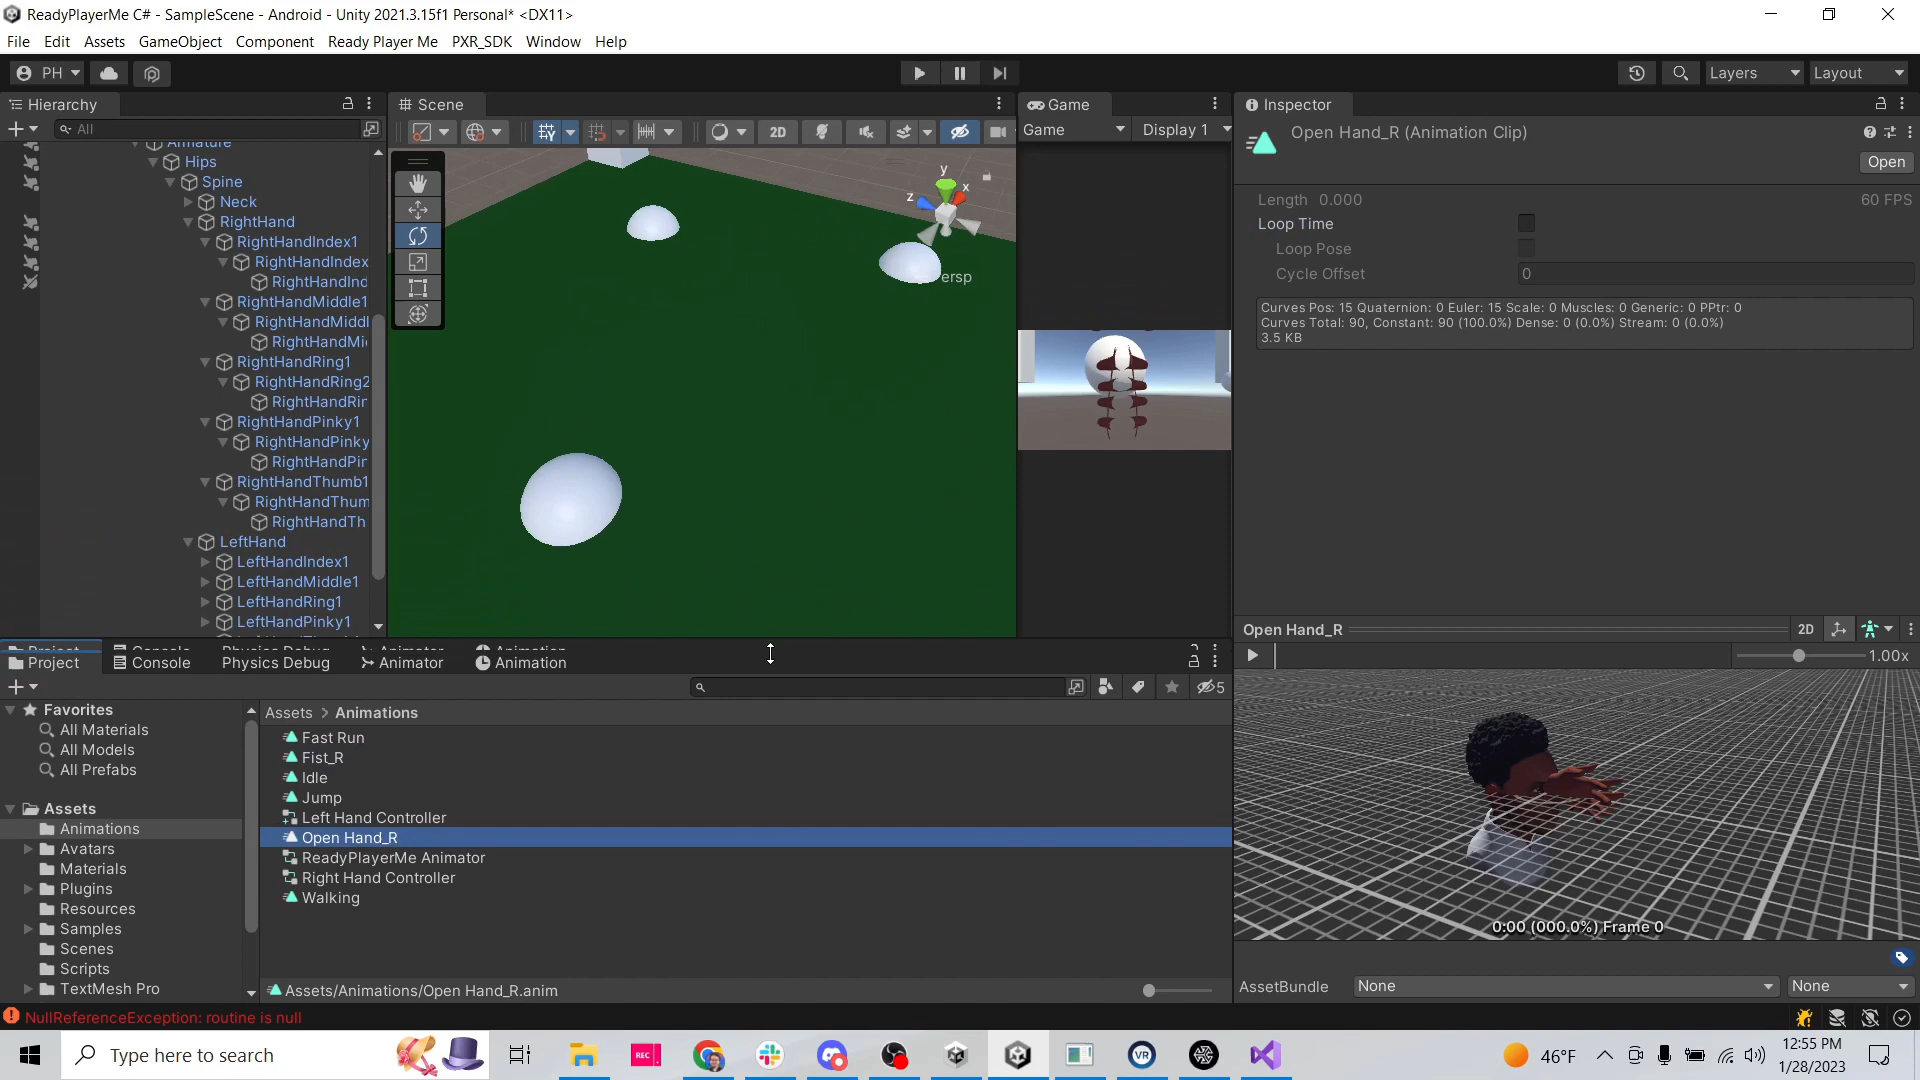 ReadyPlayerMe C# - SampleScene - Android - Unity 2021.3.15f1 Personal* <DX11>
File Edit Assets GameObject Component Ready Player Me PXR_SDK Window Help
PH
Layers
Layout
Hierarchy
All
Armature
Hips
Spine
Neck
RightHand
RightHandIndex1
RightHandIndex
RightHandInd
RightHandMiddle1
RightHandMiddl
RightHandMi
RightHandRing1
RightHandRing2
RightHandRin
RightHandPinky1
RightHandPinky
RightHandPin
RightHandThumb1
RightHandThum
RightHandTh
LeftHand
LeftHandIndex1
LeftHandMiddle1
LeftHandRing1
LeftHandPinky1
Scene
2D
y
x
z
ersp
Game
Game
Display 1
Inspector
Open Hand_R (Animation Clip)
Open
Length 0.000
60 FPS
Loop Time
Loop Pose
Cycle Offset
0
Curves Pos: 15 Quaternion: 0 Euler: 15 Scale: 0 Muscles: 0 Generic: 0 PPtr: 0
Curves Total: 90, Constant: 90 (100.0%) Dense: 0 (0.0%) Stream: 0 (0.0%)
3.5 KB
Open Hand_R
2D
1.00x
0:00 (000.0%) Frame 0
AssetBundle
None
None
Project
Console
Physics Debug
Animator
Animation
5
Favorites
All Materials
All Models
All Prefabs
Assets
Animations
Avatars
Materials
Plugins
Resources
Samples
Scenes
Scripts
TextMesh Pro
Assets > Animations
Fast Run
Fist_R
Idle
Jump
Left Hand Controller
Open Hand_R
ReadyPlayerMe Animator
Right Hand Controller
Walking
Assets/Animations/Open Hand_R.anim
NullReferenceException: routine is null
Type here to search
REC
VR
46°F
12:55 PM
1/28/2023